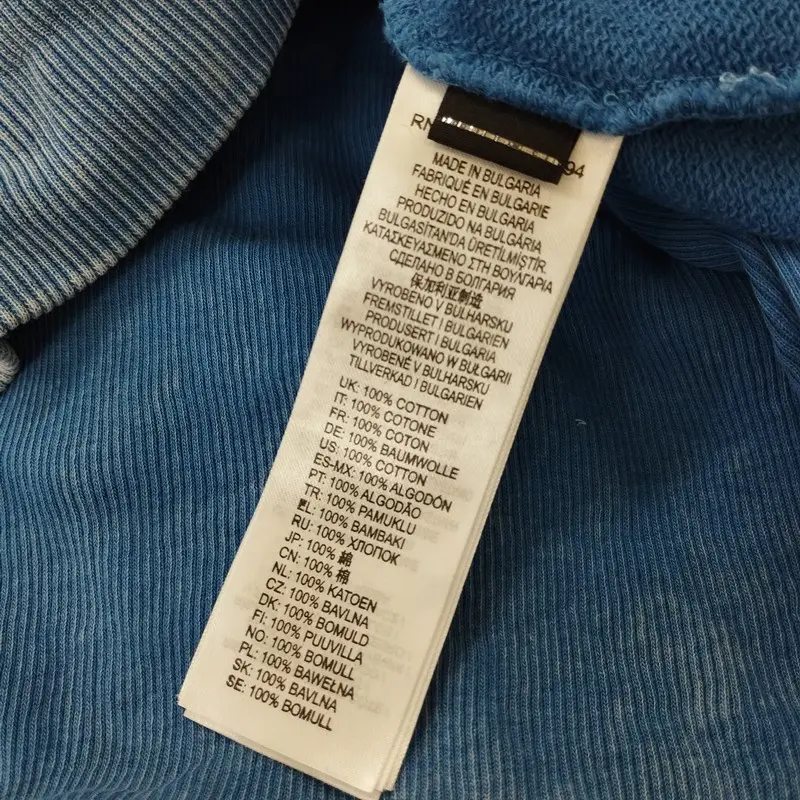 RN 94
MADE IN BULGARIA
FABRIQUÉ EN BULGARIE
HECHO EN BULGARIA
PRODUZIDO NA BULGÁRIA
BULGASİTAN'DA ÜRETİLMİŞTİR
ΚΑΤΑΣΚΕΥΑΣΜΕΝΟ ΣΤΗ ΒΟΥΛΓΑΡΙΑ
СДЕЛАНО В БОЛГАРИЯ
保加利亚制造
VYROBENO V BULHARSKU
FREMSTILLET I BULGARIEN
PRODUSERT I BULGARIA
WYPRODUKOWANO W BUŁGARII
VYROBENÉ V BULHARSKU
TILLVERKAD I BULGARIEN
UK: 100% COTTON
IT: 100% COTONE
FR: 100% COTON
DE: 100% BAUMWOLLE
US: 100% COTTON
ES-MX: 100% ALGODÓN
PT: 100% ALGODÃO
TR: 100% PAMUKLU
EL: 100% ΒΑΜΒΑΚΙ
RU: 100% ХЛОПОК
JP: 100% 綿
CN: 100% 棉
NL: 100% KATOEN
CZ: 100% BAVLNA
DK: 100% BOMULD
FI: 100% PUUVILLA
NO: 100% BOMULL
PL: 100% BAWEŁNA
SK: 100% BAVLNA
SE: 100% BOMULL